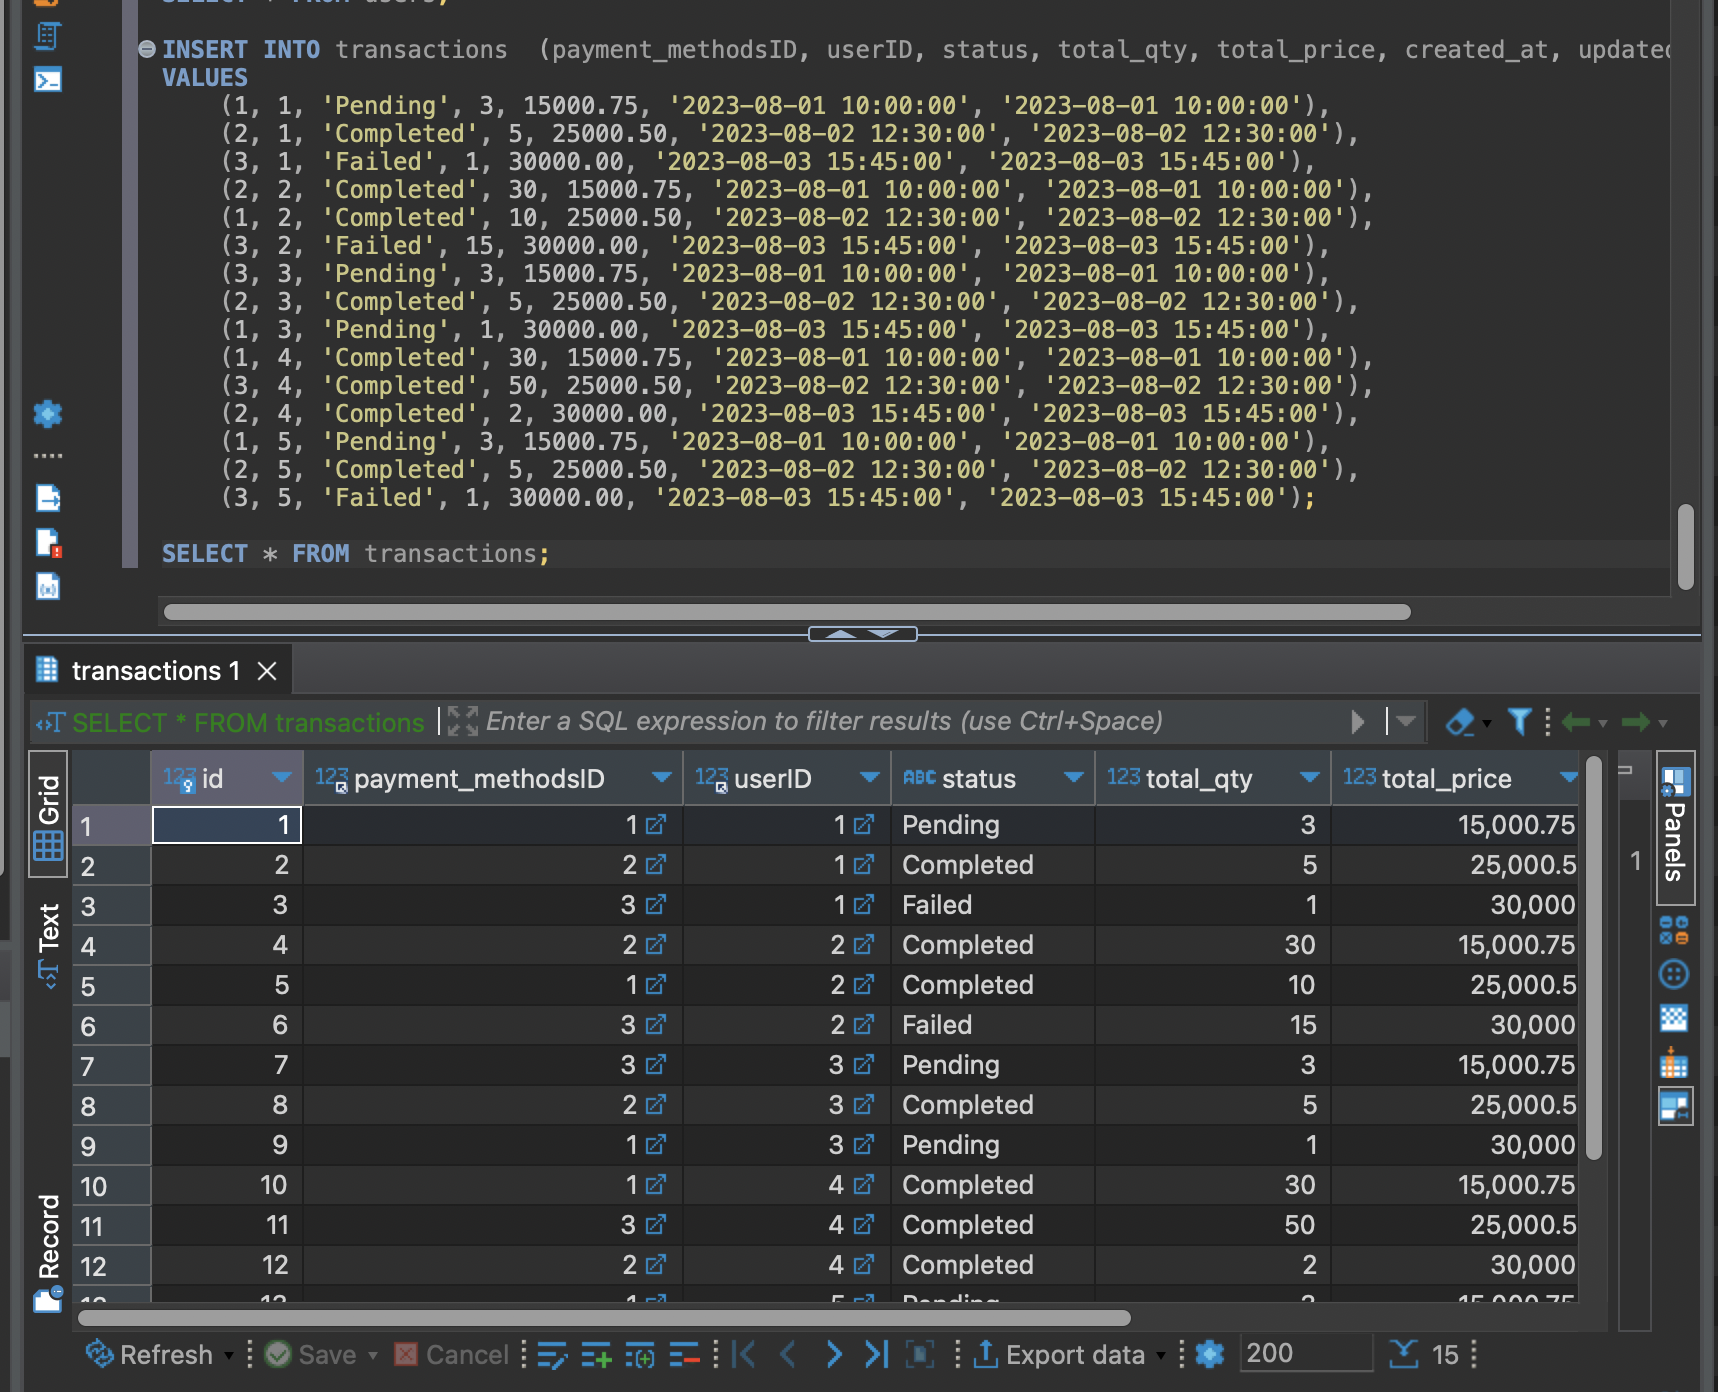 INSERT INTO transactions  (payment_methodsID, userID, status, total_qty, total_price, created_at, updated
VALUES
(1, 1, 'Pending', 3, 15000.75, '2023-08-01 10:00:00', '2023-08-01 10:00:00'),
(2, 1, 'Completed', 5, 25000.50, '2023-08-02 12:30:00', '2023-08-02 12:30:00'),
(3, 1, 'Failed', 1, 30000.00, '2023-08-03 15:45:00', '2023-08-03 15:45:00'),
(2, 2, 'Completed', 30, 15000.75, '2023-08-01 10:00:00', '2023-08-01 10:00:00'),
(1, 2, 'Completed', 10, 25000.50, '2023-08-02 12:30:00', '2023-08-02 12:30:00'),
(3, 2, 'Failed', 15, 30000.00, '2023-08-03 15:45:00', '2023-08-03 15:45:00'),
(3, 3, 'Pending', 3, 15000.75, '2023-08-01 10:00:00', '2023-08-01 10:00:00'),
(2, 3, 'Completed', 5, 25000.50, '2023-08-02 12:30:00', '2023-08-02 12:30:00'),
(1, 3, 'Pending', 1, 30000.00, '2023-08-03 15:45:00', '2023-08-03 15:45:00'),
(1, 4, 'Completed', 30, 15000.75, '2023-08-01 10:00:00', '2023-08-01 10:00:00'),
(3, 4, 'Completed', 50, 25000.50, '2023-08-02 12:30:00', '2023-08-02 12:30:00'),
(2, 4, 'Completed', 2, 30000.00, '2023-08-03 15:45:00', '2023-08-03 15:45:00'),
(1, 5, 'Pending', 3, 15000.75, '2023-08-01 10:00:00', '2023-08-01 10:00:00'),
(2, 5, 'Completed', 5, 25000.50, '2023-08-02 12:30:00', '2023-08-02 12:30:00'),
(3, 5, 'Failed', 1, 30000.00, '2023-08-03 15:45:00', '2023-08-03 15:45:00');
SELECT * FROM transactions;
transactions 1
SELECT * FROM transactions Enter a SQL expression to filter results (use Ctrl+Space)
Grid
Text
Record
123 id 123 payment_methodsID 123 userID ABC status 123 total_qty 123 total_price
1 1 1 1 Pending 3 15,000.75
2 2 2 1 Completed 5 25,000.5
3 3 3 1 Failed 1 30,000
4 4 2 2 Completed 30 15,000.75
5 5 1 2 Completed 10 25,000.5
6 6 3 2 Failed 15 30,000
7 7 3 3 Pending 3 15,000.75
8 8 2 3 Completed 5 25,000.5
9 9 1 3 Pending 1 30,000
10 10 1 4 Completed 30 15,000.75
11 11 3 4 Completed 50 25,000.5
12 12 2 4 Completed 2 30,000
1
Panels
Refresh Save Cancel Export data 200 15